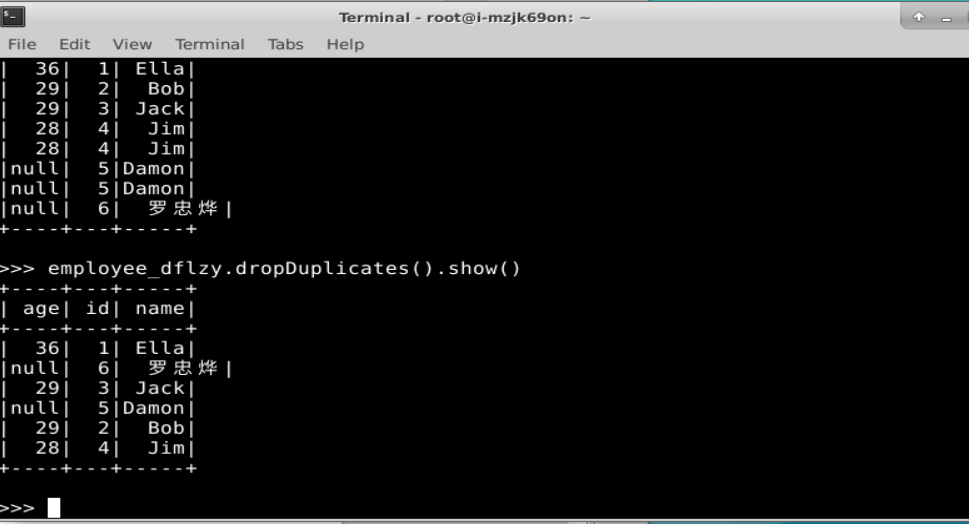 Terminal - root@i-mzjk69on: ~
File Edit View Terminal Tabs Help
|  36|  1| Ella|
|  29|  2|  Bob|
|  29|  3| Jack|
|  28|  4|  Jim|
|  28|  4|  Jim|
|null|  5|Damon|
|null|  5|Damon|
|null|  6|  罗忠烨|
+----+---+-----+
>>> employee_dflzy.dropDuplicates().show()
+----+---+-----+
| age| id| name|
+----+---+-----+
|  36|  1| Ella|
|null|  6|  罗忠烨|
|  29|  3| Jack|
|null|  5|Damon|
|  29|  2|  Bob|
|  28|  4|  Jim|
+----+---+-----+
>>>